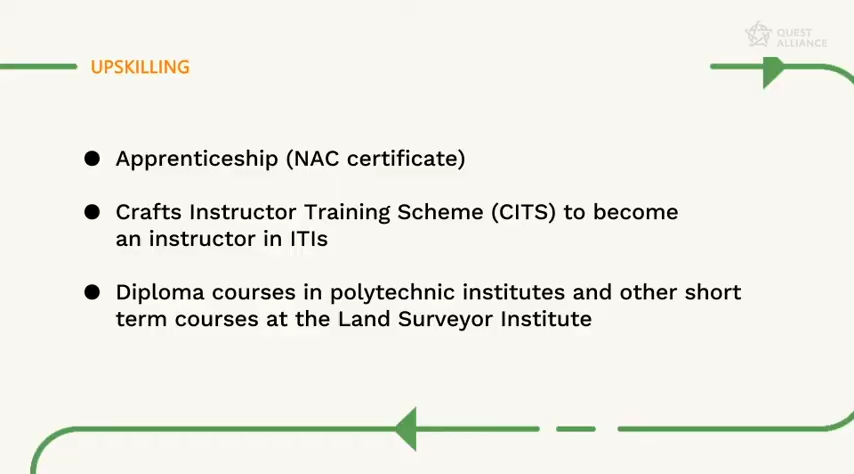 QUEST
ALLIANCE
UPSKILLING
● Apprenticeship (NAC certificate)
● Crafts Instructor Training Scheme (CITS) to become
an instructor in ITIs
● Diploma courses in polytechnic institutes and other short
term courses at the Land Surveyor Institute